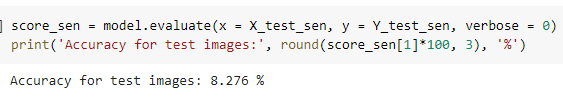 ] score_sen = model.evaluate(x = X_test_sen, y = Y_test_sen, verbose = 0)
print('Accuracy for test images:', round(score_sen[1]*100, 3), '%')
Accuracy for test images: 8.276 %